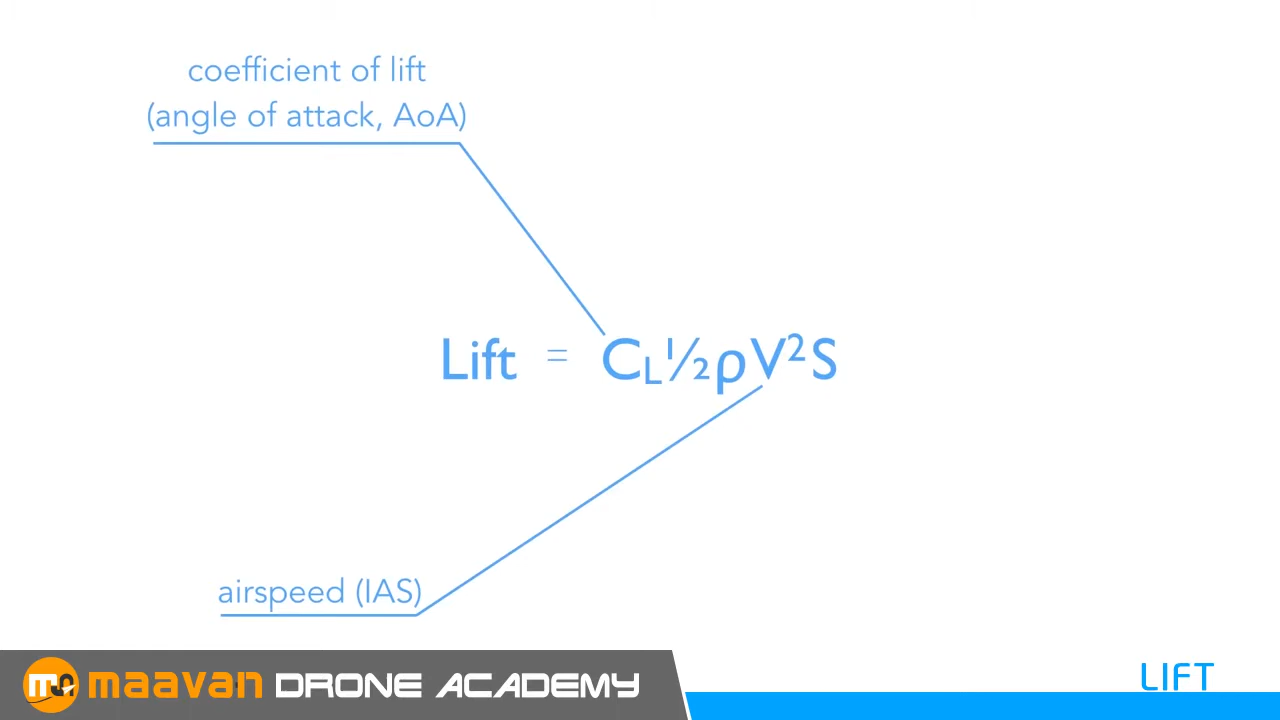 coefficient of lift
(angle of attack, AoA)
Lift = CL½ρV²S
airspeed (IAS)
maavan DRONE ACADEMY
LIFT